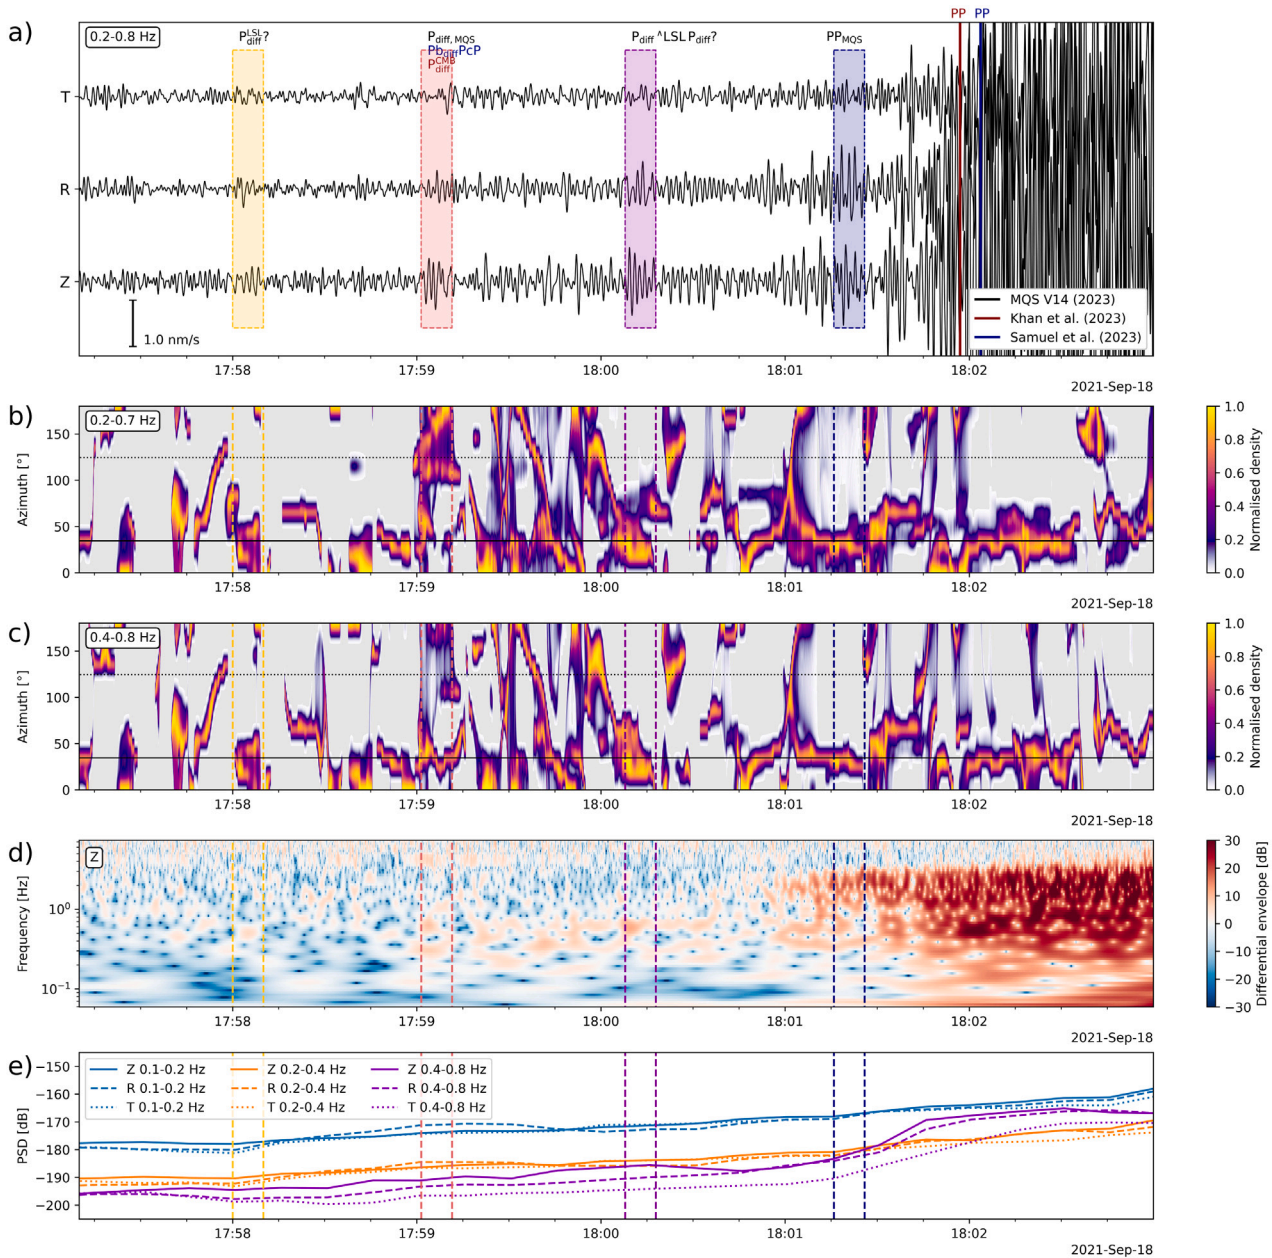 a)
0.2-0.8 Hz
P_diff^LSL?
P_diff, MQS
Pb_diffPcP
P_diff^CMB
P_diff ^LSL P_diff?
PP_MQS
PP PP
T
R
Z
1.0 nm/s
MQS V14 (2023)
Khan et al. (2023)
Samuel et al. (2023)
17:58 17:59 18:00 18:01 18:02
2021-Sep-18
b)
0.2-0.7 Hz
Azimuth [°]
150
100
50
0
17:58 17:59 18:00 18:01 18:02
2021-Sep-18
1.0
0.8
0.6
0.4
0.2
0.0
Normalised density
c)
0.4-0.8 Hz
Azimuth [°]
150
100
50
0
17:58 17:59 18:00 18:01 18:02
2021-Sep-18
1.0
0.8
0.6
0.4
0.2
0.0
Normalised density
d)
Z
Frequency [Hz]
10⁰
10⁻¹
17:58 17:59 18:00 18:01 18:02
2021-Sep-18
30
20
10
0
−10
−20
−30
Differential envelope [dB]
e)
Z 0.1-0.2 Hz Z 0.2-0.4 Hz Z 0.4-0.8 Hz
R 0.1-0.2 Hz R 0.2-0.4 Hz R 0.4-0.8 Hz
T 0.1-0.2 Hz T 0.2-0.4 Hz T 0.4-0.8 Hz
PSD [dB]
−150
−160
−170
−180
−190
−200
17:58 17:59 18:00 18:01 18:02
2021-Sep-18